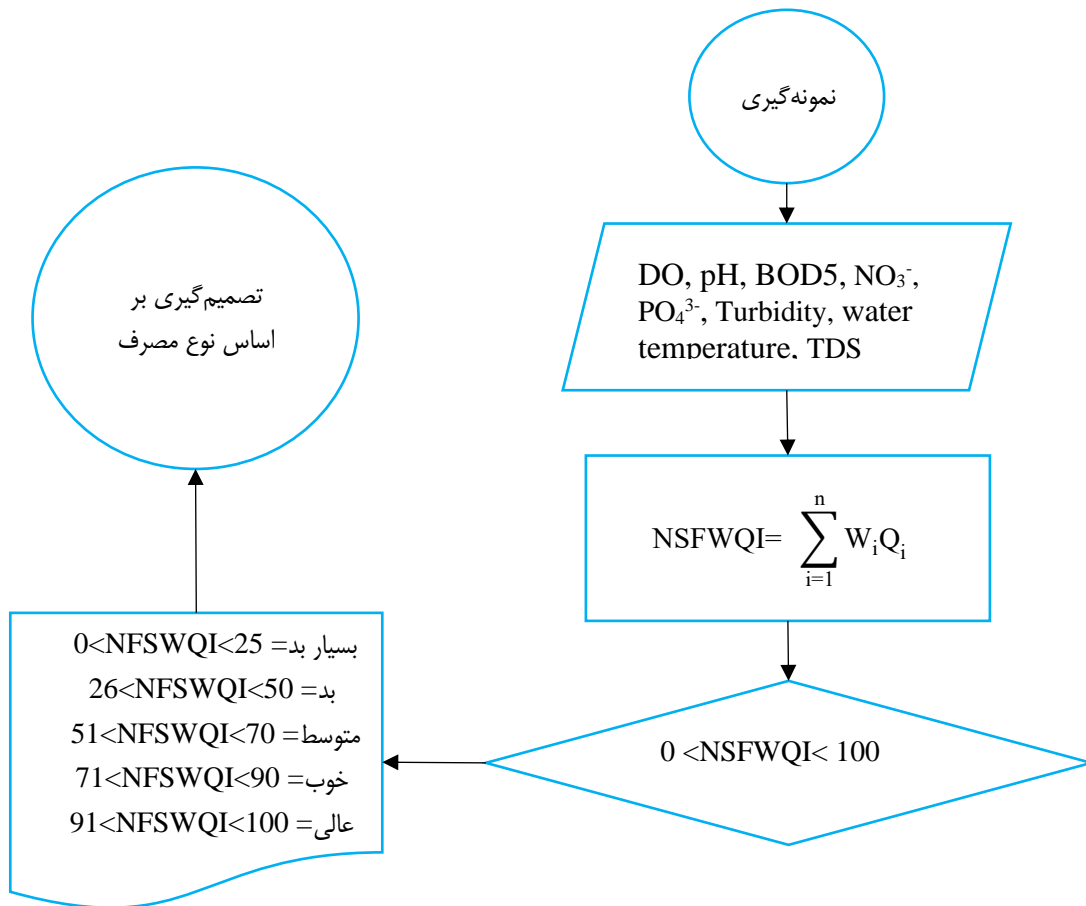 نمونه‌گیری
DO, pH, BOD5, NO₃⁻,
PO₄³⁻, Turbidity, water
temperature, TDS
NSFWQI= ∑ⁿᵢ₌₁ WᵢQᵢ
0 <NSFWQI< 100
بسیار بد= 0<NFSWQI<25
بد= 26<NFSWQI<50
متوسط= 51<NFSWQI<70
خوب= 71<NFSWQI<90
عالی= 91<NFSWQI<100
تصمیم‌گیری بر
اساس نوع مصرف